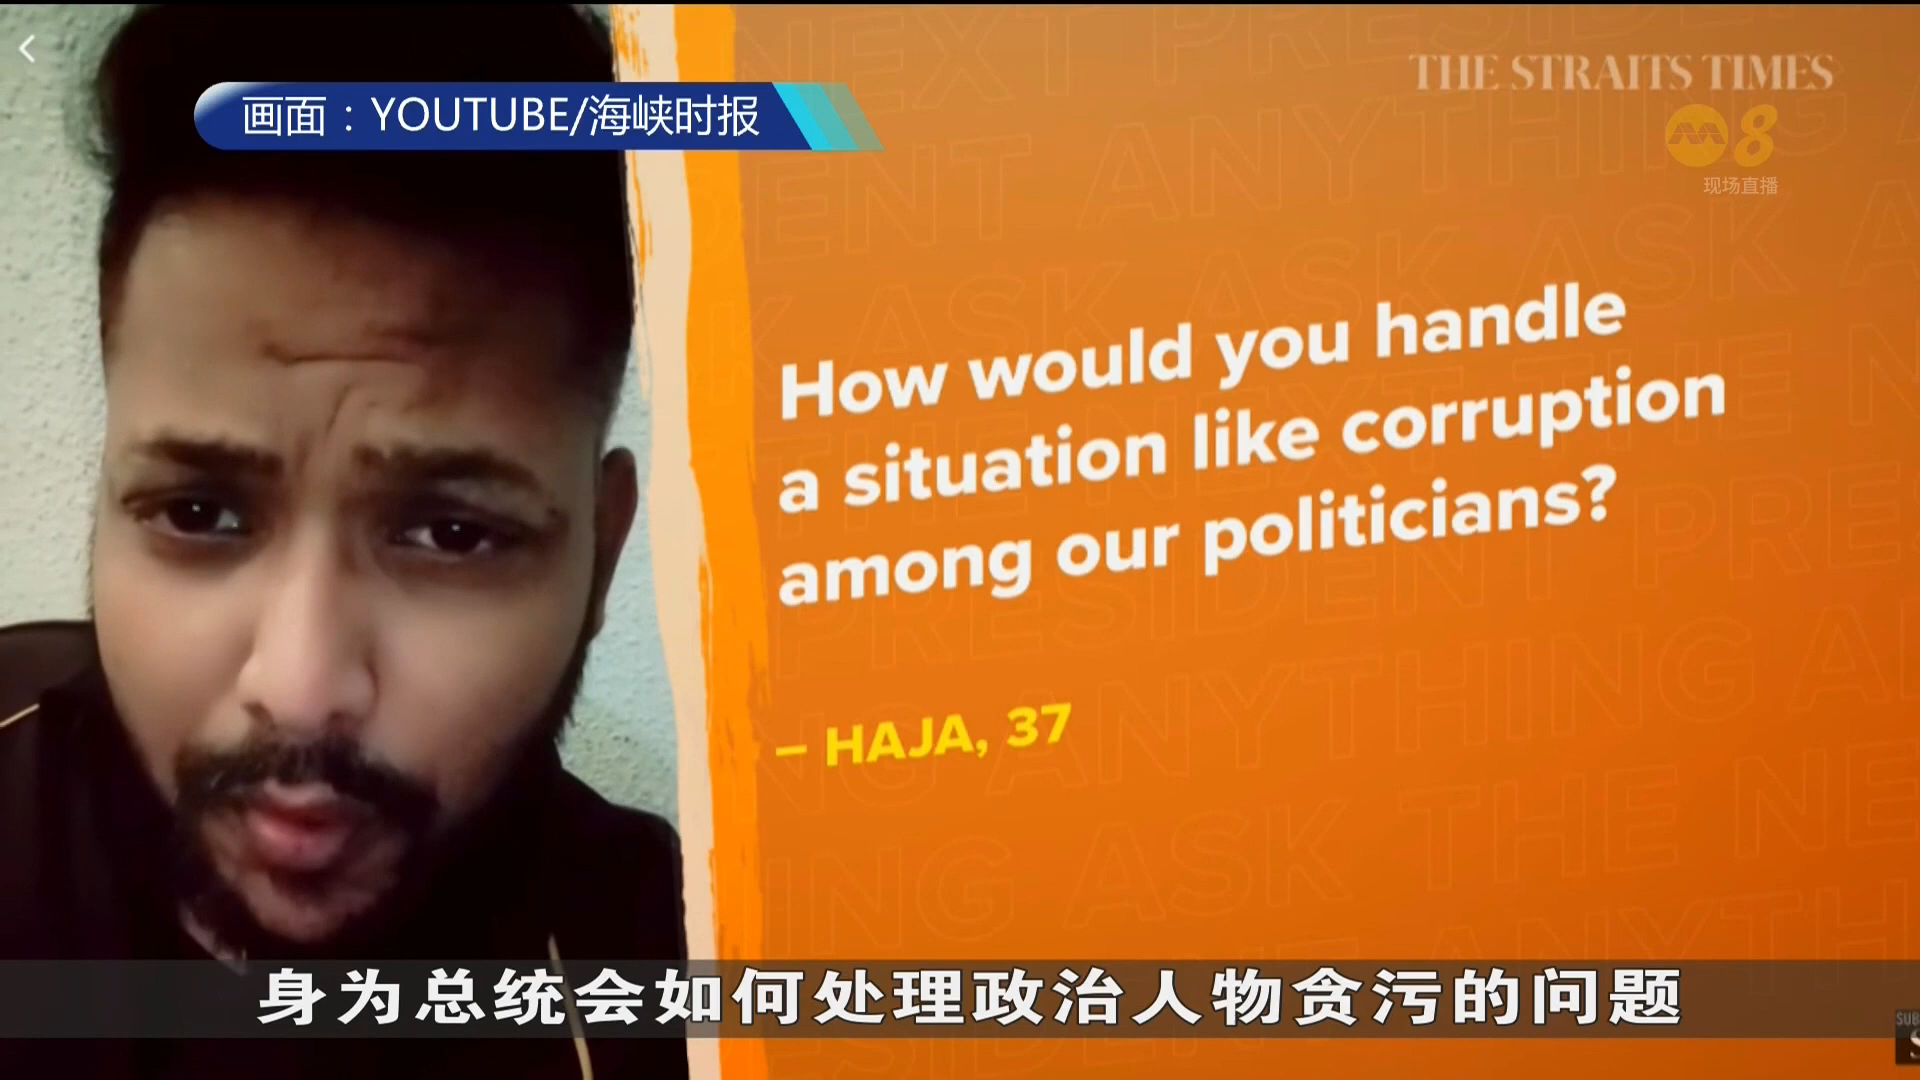 THE STRAITS TIMES
画面：YOUTUBE/海峡时报
8
现场直播
How would you handle
a situation like corruption
among our politicians?
– HAJA, 37
身为总统会如何处理政治人物贪污的问题
SUB